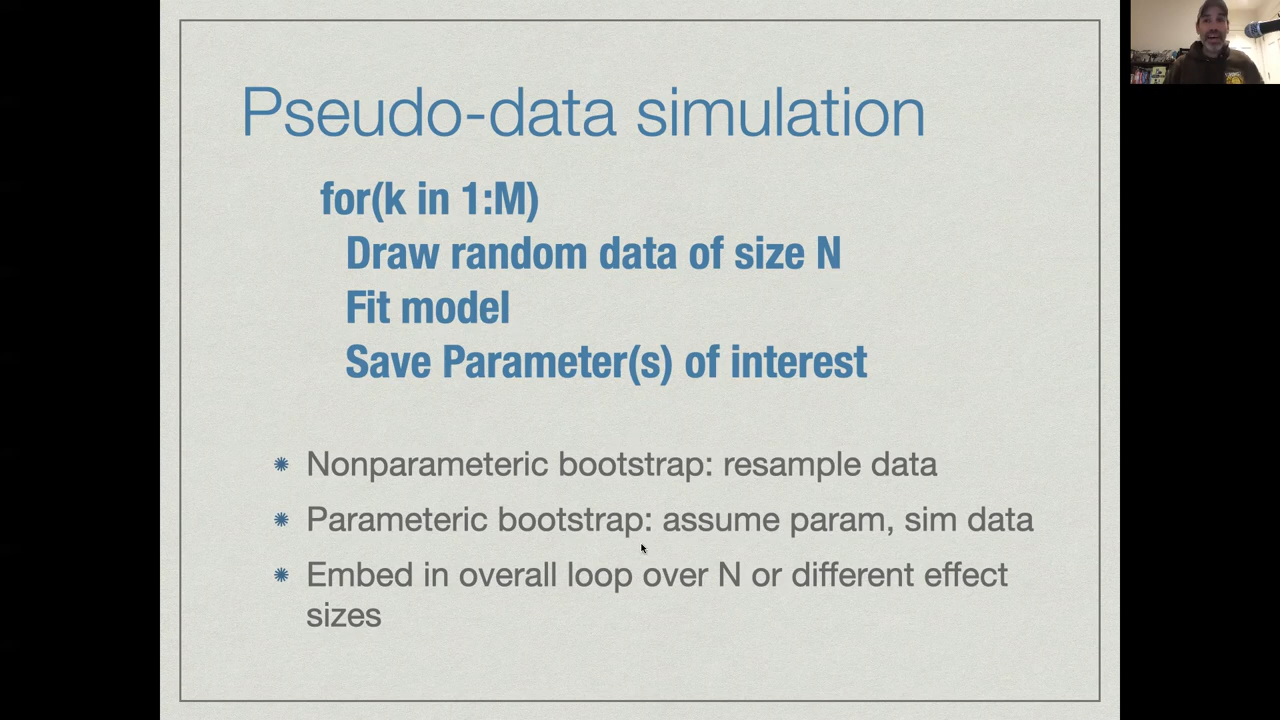 Pseudo-data simulation
for(k in 1:M)
Draw random data of size N
Fit model
Save Parameter(s) of interest
Nonparameteric bootstrap: resample data
Parameteric bootstrap: assume param, sim data
Embed in overall loop over N or different effect
sizes